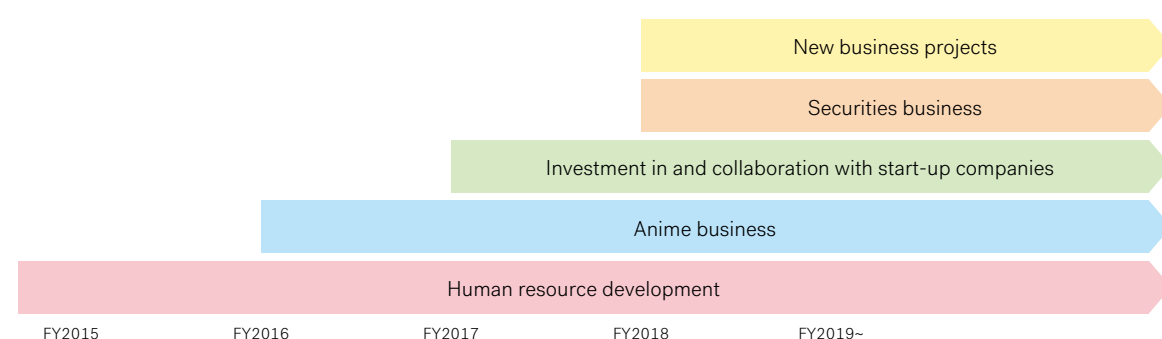 New business projects
Securities business
Investment in and collaboration with start-up companies
Anime business
Human resource development
FY2015 FY2016 FY2017 FY2018 FY2019~